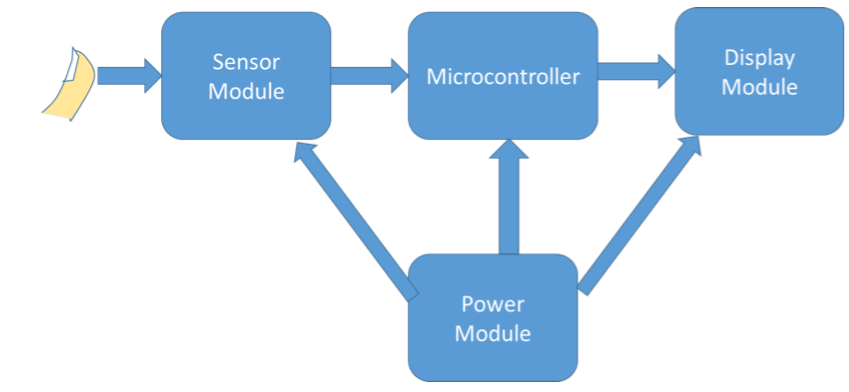 Sensor
Module
Microcontroller
Display
Module
Power
Module